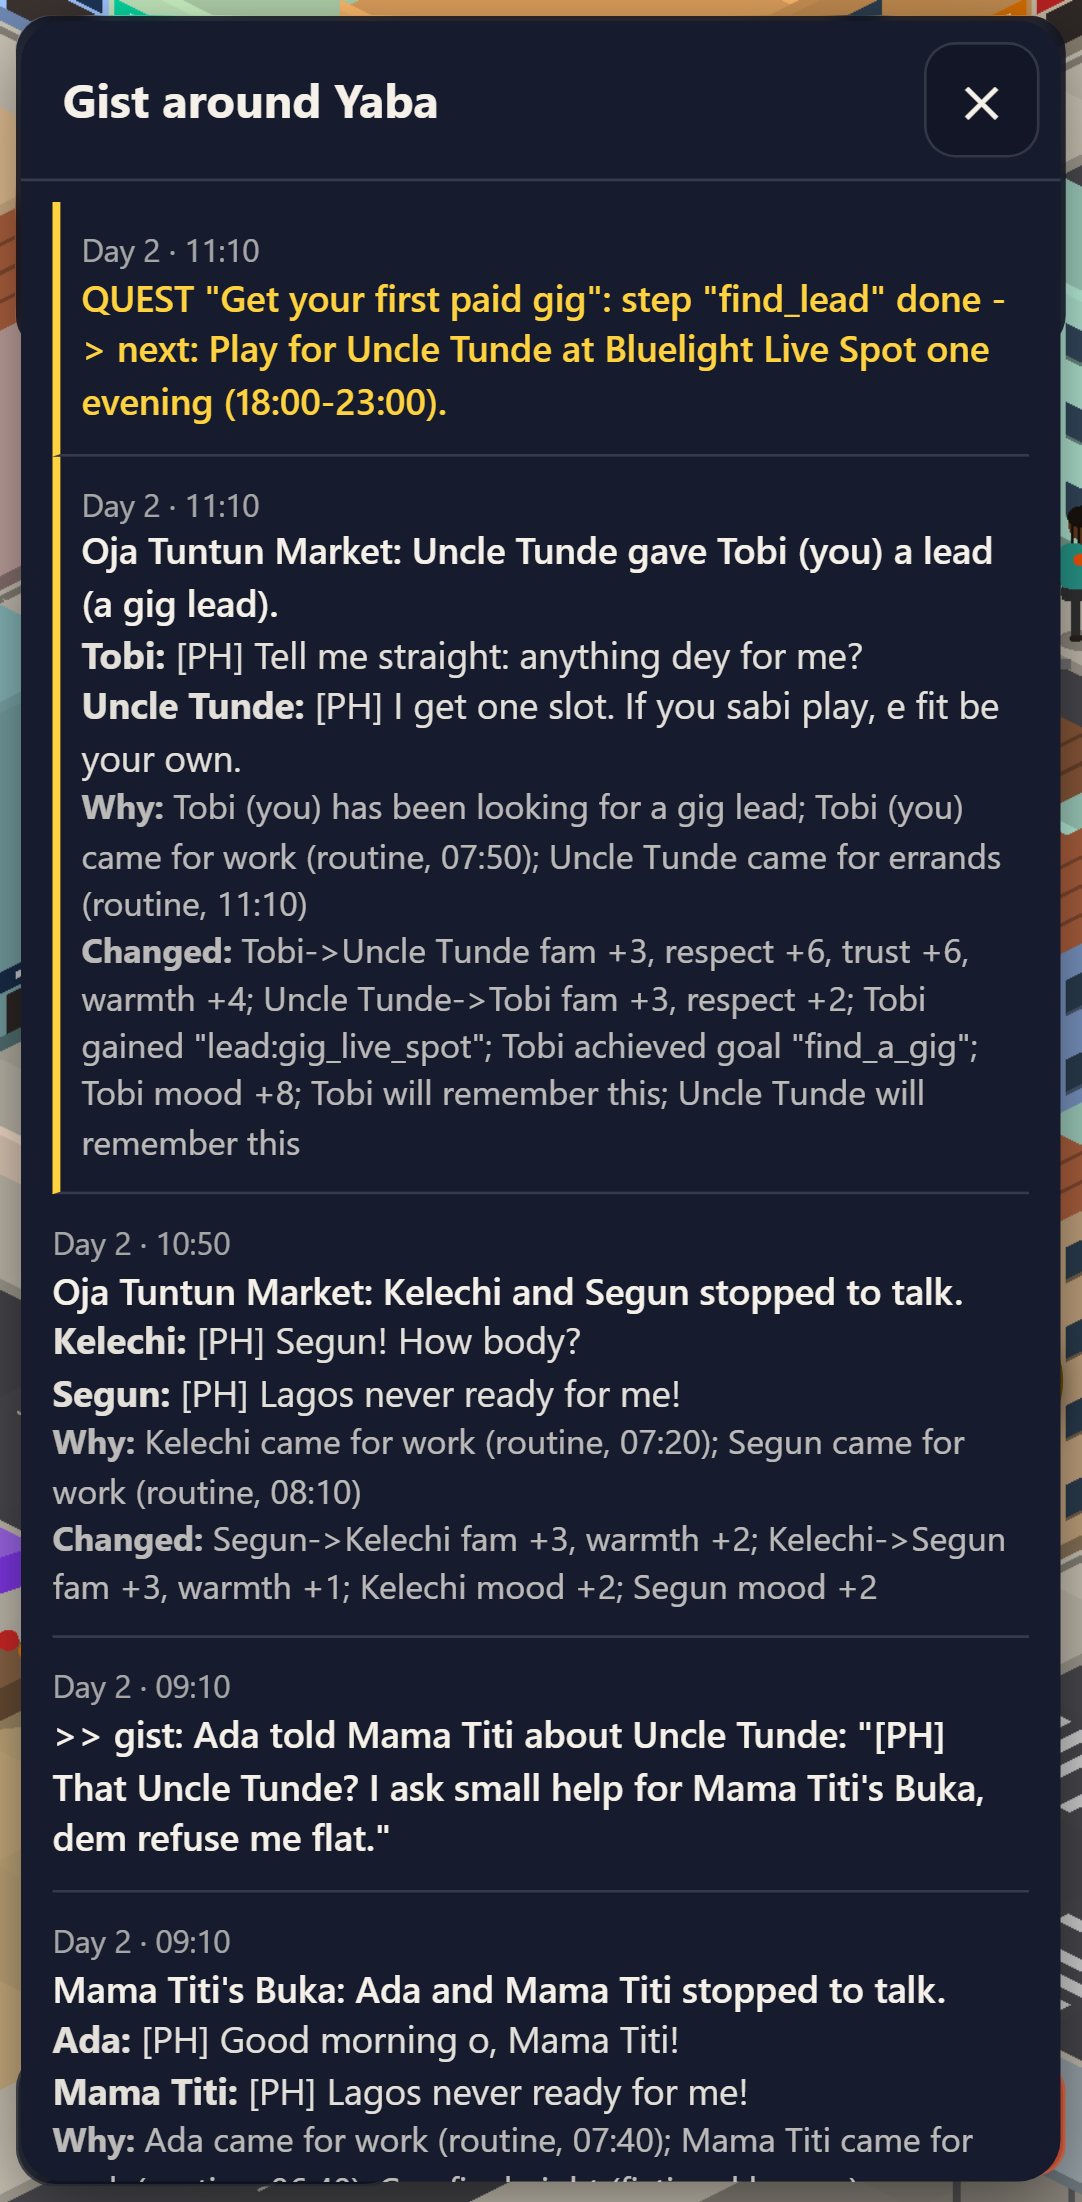 Gist around Yaba
Day 2 · 11:10
QUEST "Get your first paid gig": step "find_lead" done -
> next: Play for Uncle Tunde at Bluelight Live Spot one
evening (18:00-23:00).
Day 2 · 11:10
Oja Tuntun Market: Uncle Tunde gave Tobi (you) a lead
(a gig lead).
Tobi: [PH] Tell me straight: anything dey for me?
Uncle Tunde: [PH] I get one slot. If you sabi play, e fit be
your own.
Why: Tobi (you) has been looking for a gig lead; Tobi (you)
came for work (routine, 07:50); Uncle Tunde came for errands
(routine, 11:10)
Changed: Tobi->Uncle Tunde fam +3, respect +6, trust +6,
warmth +4; Uncle Tunde->Tobi fam +3, respect +2; Tobi
gained "lead:gig_live_spot"; Tobi achieved goal "find_a_gig";
Tobi mood +8; Tobi will remember this; Uncle Tunde will
remember this
Day 2 · 10:50
Oja Tuntun Market: Kelechi and Segun stopped to talk.
Kelechi: [PH] Segun! How body?
Segun: [PH] Lagos never ready for me!
Why: Kelechi came for work (routine, 07:20); Segun came for
work (routine, 08:10)
Changed: Segun->Kelechi fam +3, warmth +2; Kelechi->Segun
fam +3, warmth +1; Kelechi mood +2; Segun mood +2
Day 2 · 09:10
>> gist: Ada told Mama Titi about Uncle Tunde: "[PH]
That Uncle Tunde? I ask small help for Mama Titi's Buka,
dem refuse me flat."
Day 2 · 09:10
Mama Titi's Buka: Ada and Mama Titi stopped to talk.
Ada: [PH] Good morning o, Mama Titi!
Mama Titi: [PH] Lagos never ready for me!
Why: Ada came for work (routine, 07:40); Mama Titi came for